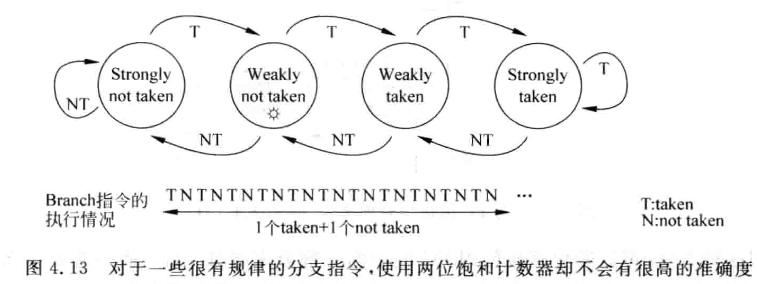 T T T
Strongly not taken
Weakly not taken
Weakly taken
Strongly taken
T
NT
NT NT NT
Branch指令的
执行情况
TNTNTNTNTNTNTNTNTNTNTN …
1个taken+1个not taken
T:taken
N:not taken
图 4.13 对于一些很有规律的分支指令,使用两位饱和计数器却不会有很高的准确度